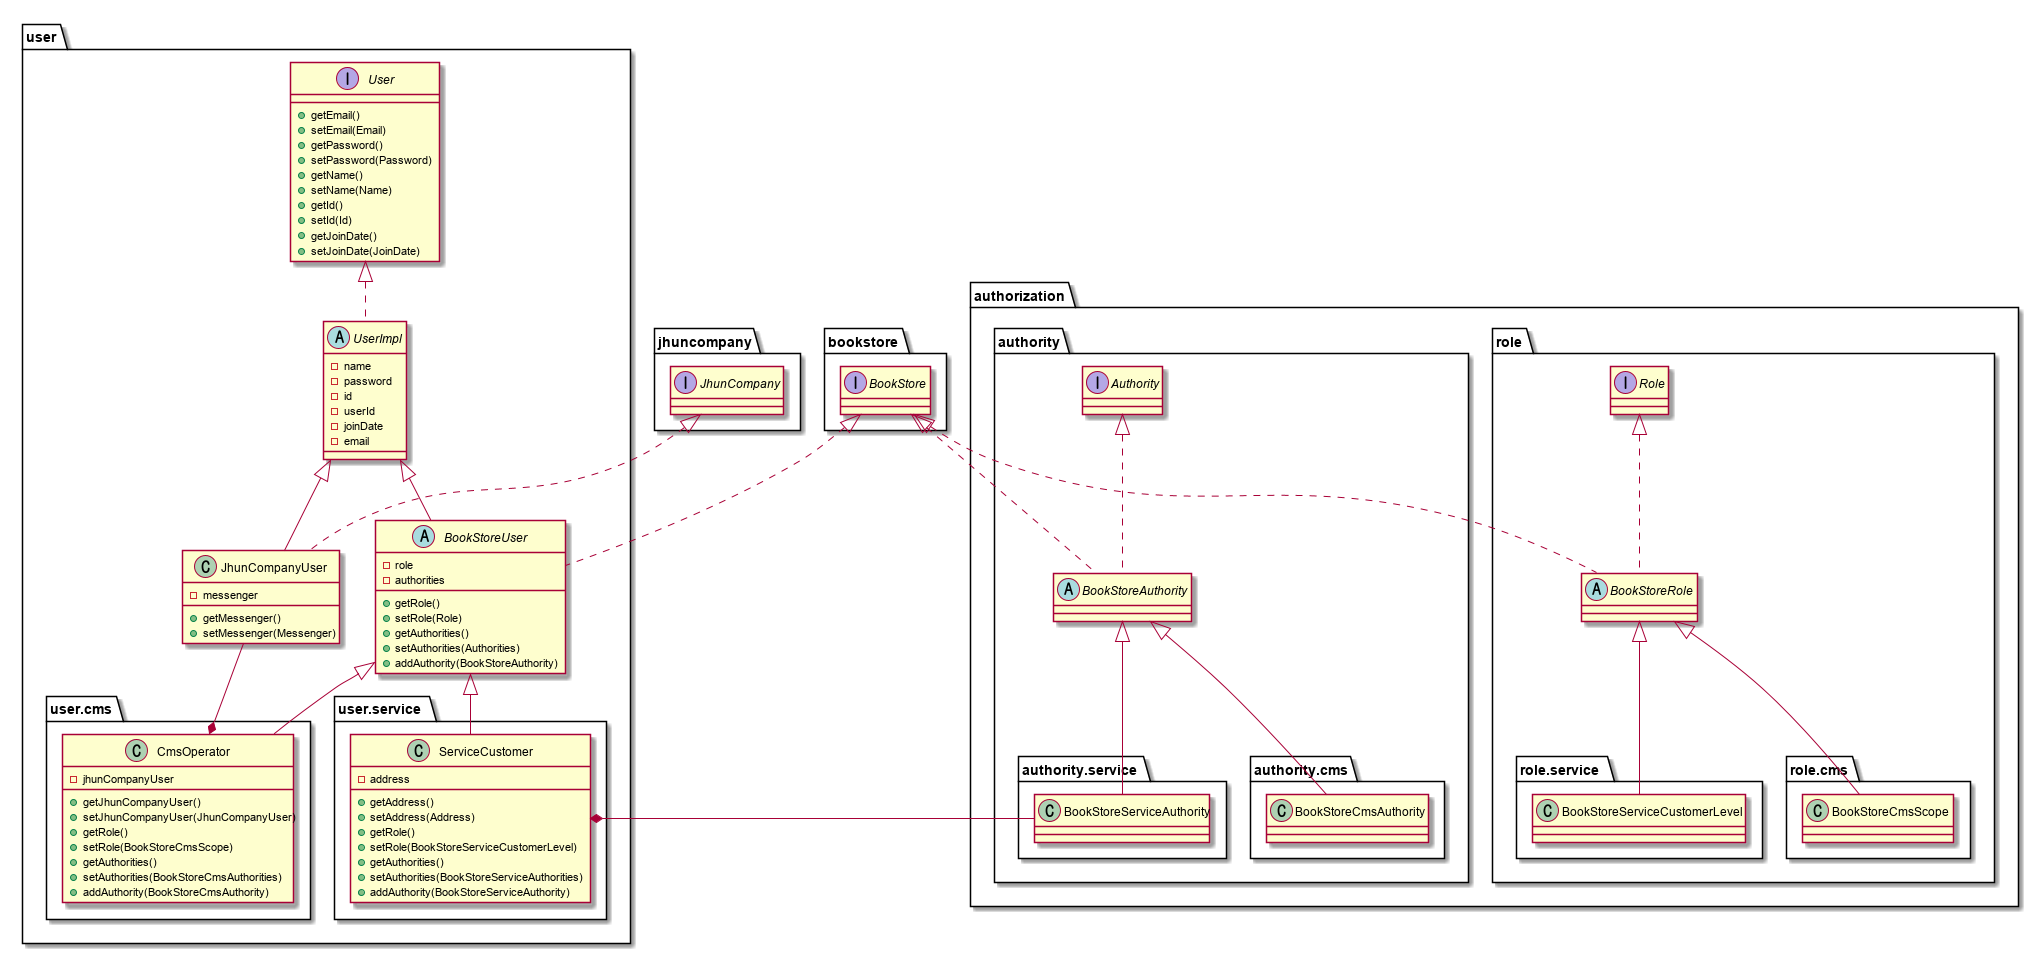 user
I User
getEmail()
setEmail(Email)
getPassword()
setPassword(Password)
getName()
setName(Name)
getId()
setId(Id)
getJoinDate()
setJoinDate(JoinDate)
A UserImpl
name
password
id
userId
joinDate
email
C JhunCompanyUser
messenger
getMessenger()
setMessenger(Messenger)
A BookStoreUser
role
authorities
getRole()
setRole(Role)
getAuthorities()
setAuthorities(Authorities)
addAuthority(BookStoreAuthority)
user.cms
C CmsOperator
jhunCompanyUser
getJhunCompanyUser()
setJhunCompanyUser(JhunCompanyUser)
getRole()
setRole(BookStoreCmsScope)
getAuthorities()
setAuthorities(BookStoreCmsAuthorities)
addAuthority(BookStoreCmsAuthority)
user.service
C ServiceCustomer
address
getAddress()
setAddress(Address)
getRole()
setRole(BookStoreServiceCustomerLevel)
getAuthorities()
setAuthorities(BookStoreServiceAuthorities)
addAuthority(BookStoreServiceAuthority)
jhuncompany
I JhunCompany
bookstore
I BookStore
authorization
authority
I Authority
A BookStoreAuthority
authority.service
C BookStoreServiceAuthority
authority.cms
C BookStoreCmsAuthority
role
I Role
A BookStoreRole
role.service
C BookStoreServiceCustomerLevel
role.cms
C BookStoreCmsScope